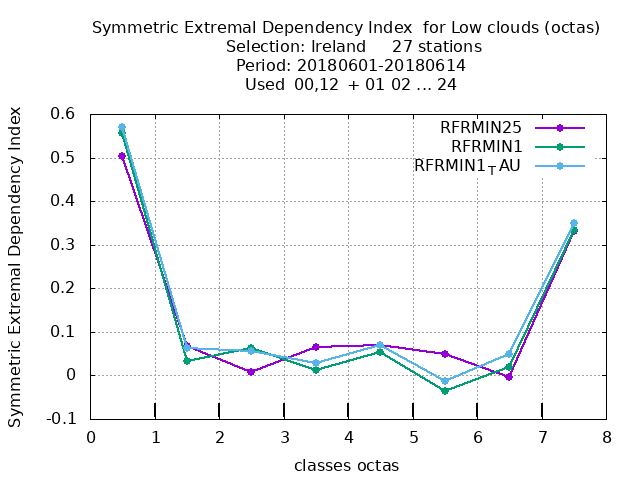 Symmetric Extremal Dependency Index for Low clouds (octas)
Selection: Ireland 27 stations
Period: 20180601-20180614
Used 00,12 + 01 02 ... 24
Symmetric Extremal Dependency Index
0.6
0.5
0.4
0.3
0.2
0.1
0
-0.1
RFRMIN25
RFRMIN1
RFRMIN1TAU
0 1 2 3 4 5 6 7 8
classes octas